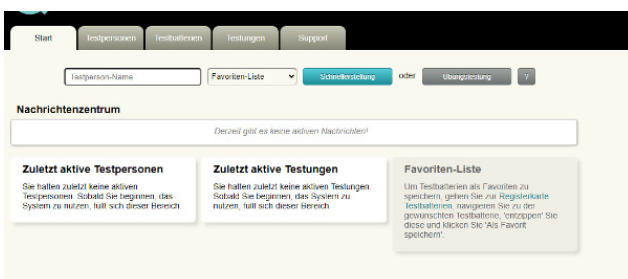 Start Testpersonen Testbatterien Testungen Support
Testperson-Name Favoriten-Liste Schnellerstellung oder Übungstestung ?
Nachrichtenzentrum
Derzeit gibt es keine aktiven Nachrichten!
Zuletzt aktive Testpersonen
Sie hatten zuletzt keine aktiven
Testpersonen. Sobald Sie beginnen, das
System zu nutzen, füllt sich dieser Bereich.
Zuletzt aktive Testungen
Sie hatten zuletzt keine aktiven Testungen.
Sobald Sie beginnen, das System zu
nutzen, füllt sich dieser Bereich.
Favoriten-Liste
Um Testbatterien als Favoriten zu
speichern, gehen Sie zur Registerkarte
Testbatterien, navigieren Sie zu der
gewünschten Testbatterie, 'entzippen' Sie
diese und klicken Sie 'Als Favorit
speichern'.